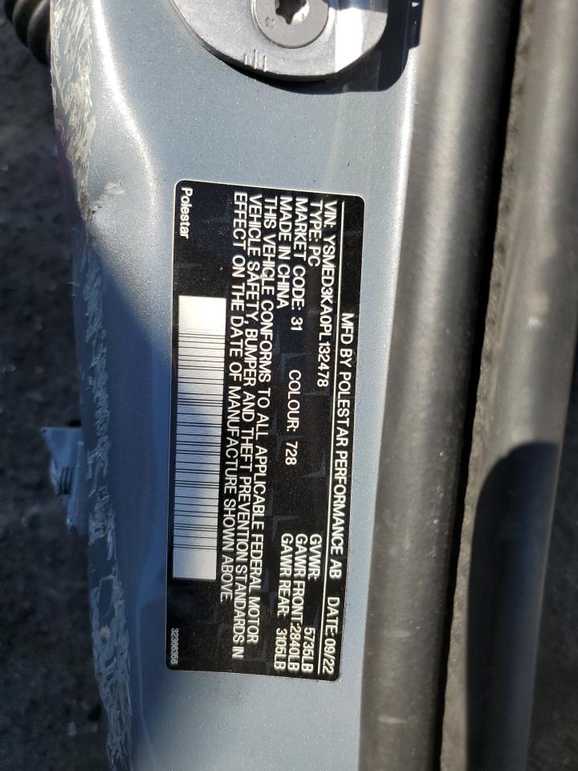 MFD BY POLESTAR PERFORMANCE AB DATE: 09/22
VIN: YSMED3KA0PL132478 GVWR: 5735LB
TYPE: PC GAWR FRONT: 2840LB
MARKET CODE: 31 COLOUR: 728 GAWR REAR: 3105LB
MADE IN CHINA
THIS VEHICLE CONFORMS TO ALL APPLICABLE FEDERAL MOTOR
VEHICLE SAFETY, BUMPER AND THEFT PREVENTION STANDARDS IN
EFFECT ON THE DATE OF MANUFACTURE SHOWN ABOVE.
Polestar 32366356